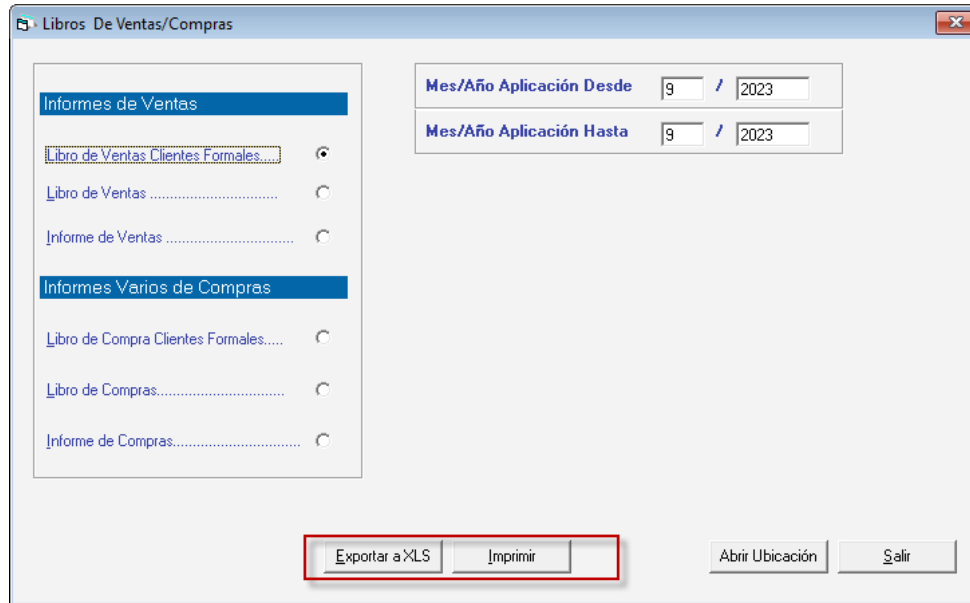 Libros De Ventas/Compras
Informes de Ventas
Libro de Ventas Clientes Formales.....
Libro de Ventas ................................
Informe de Ventas ................................
Informes Varios de Compras
Libro de Compra Clientes Formales.....
Libro de Compras................................
Informe de Compras................................
Mes/Año Aplicación Desde 9 / 2023
Mes/Año Aplicación Hasta 9 / 2023
Exportar a XLS Imprimir Abrir Ubicación Salir